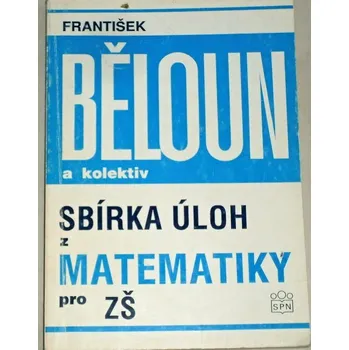 FRANTIŠEK
BĚLOUN
a kolektiv
SBÍRKA ÚLOH
z
MATEMATIKY
pro ZŠ
SPN